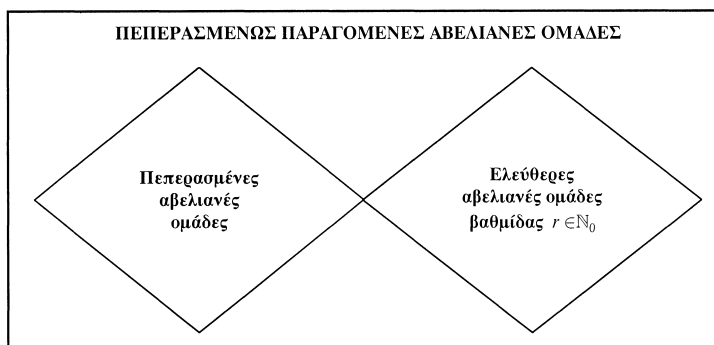 ΠΕΠΕΡΑΣΜΕΝΩΣ ΠΑΡΑΓΟΜΕΝΕΣ ΑΒΕΛΙΑΝΕΣ ΟΜΑΔΕΣ
Πεπερασμένες
αβελιανές
ομάδες
Ελεύθερες
αβελιανές ομάδες
βαθμίδας r ∈ ℕ₀